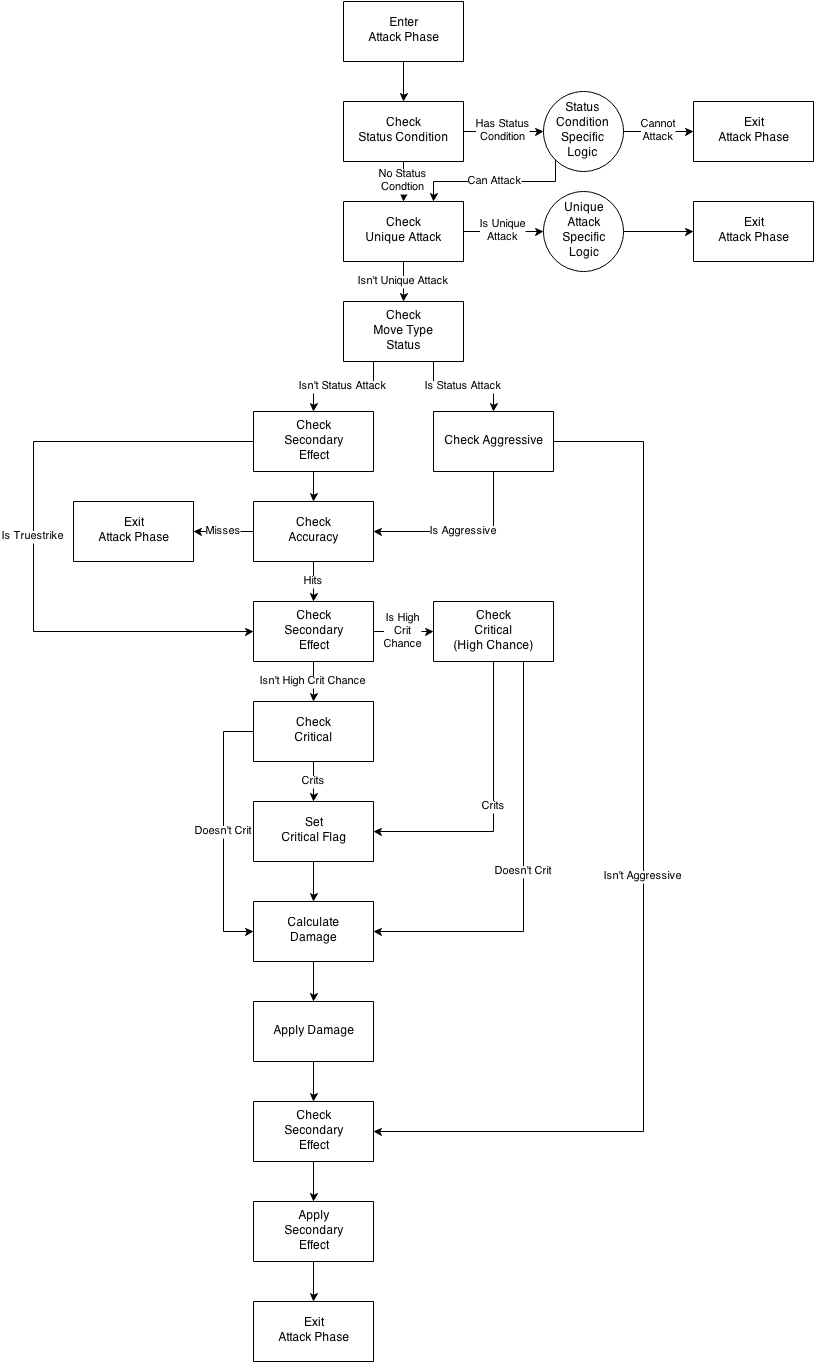 Enter
Attack Phase
Check
Status Condition
Has Status
Condition
Status
Condition
Specific
Logic
Cannot
Attack
Exit
Attack Phase
No Status
Condtion
Can Attack
Check
Unique Attack
Is Unique
Attack
Unique
Attack
Specific
Logic
Exit
Attack Phase
Isn't Unique Attack
Check
Move Type
Status
Isn't Status Attack
Is Status Attack
Check
Secondary
Effect
Check Aggressive
Is Truestrike
Exit
Attack Phase
Misses
Check
Accuracy
Is Aggressive
Hits
Check
Secondary
Effect
Is High
Crit
Chance
Check
Critical
(High Chance)
Isn't High Crit Chance
Check
Critical
Crits
Crits
Doesn't Crit
Set
Critical Flag
Doesn't Crit
Isn't Aggressive
Calculate
Damage
Apply Damage
Check
Secondary
Effect
Apply
Secondary
Effect
Exit
Attack Phase